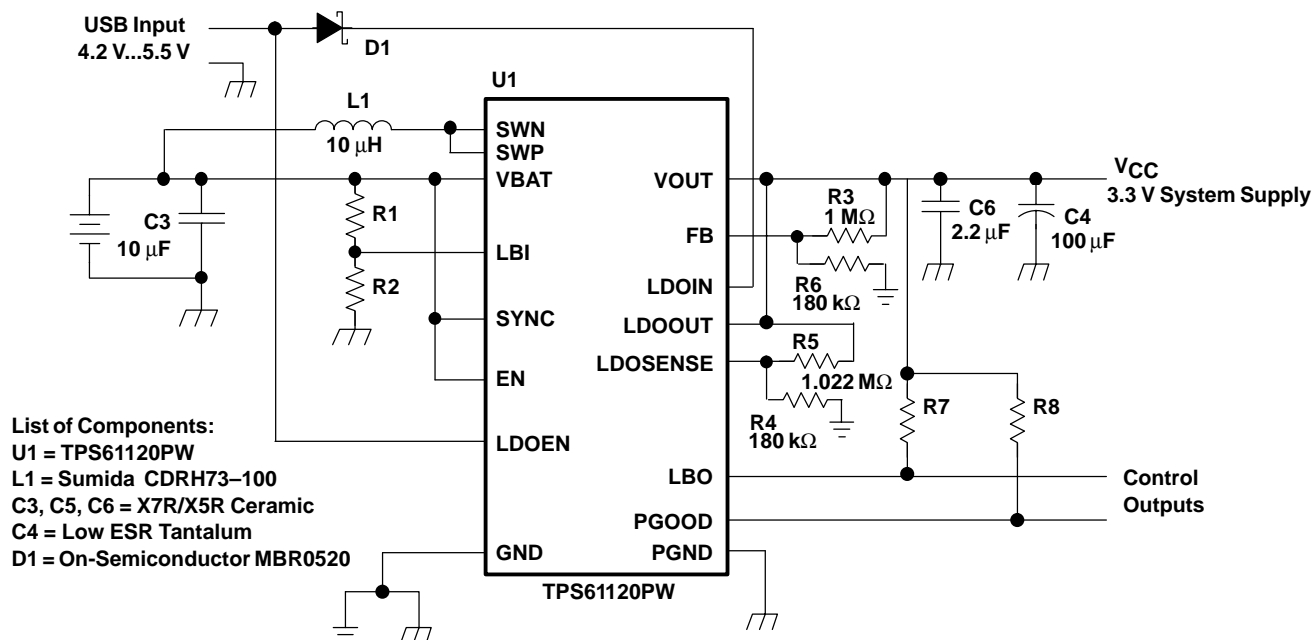 USB Input
4.2 V...5.5 V
D1
U1
L1
10 μH
SWN
SWP
VBAT
VOUT
VCC
3.3 V System Supply
C3
10 μF
R1
R3
1 MΩ
C6
2.2 μF
C4
100 μF
FB
LBI
R2
R6
180 kΩ
LDOIN
SYNC
LDOOUT
R5
1.022 MΩ
LDOSENSE
EN
R4
180 kΩ
R7
R8
List of Components:
U1 = TPS61120PW
L1 = Sumida CDRH73–100
C3, C5, C6 = X7R/X5R Ceramic
C4 = Low ESR Tantalum
D1 = On-Semiconductor MBR0520
LDOEN
LBO
Control
Outputs
PGOOD
GND
PGND
TPS61120PW